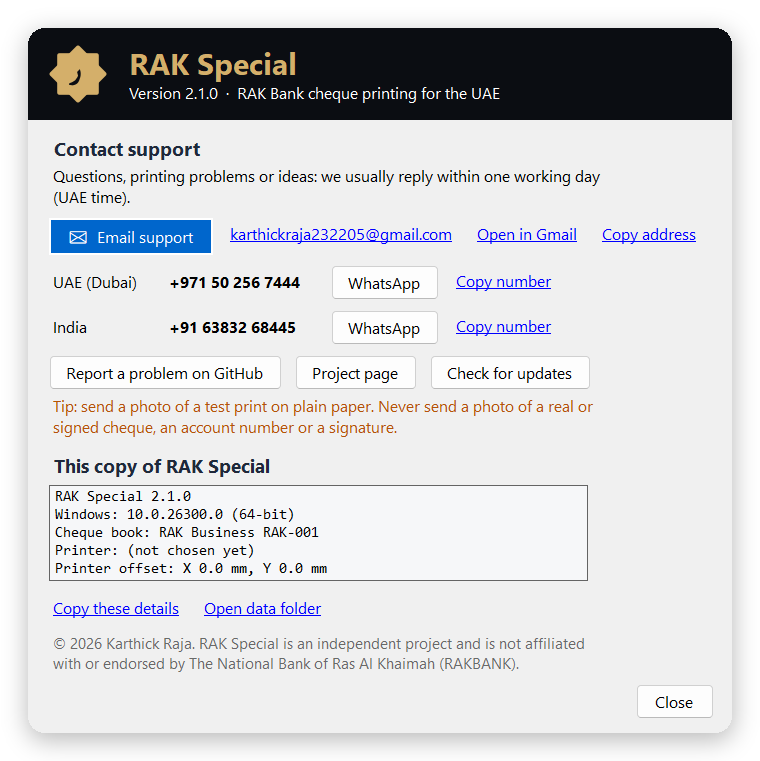 RAK Special
Version 2.1.0 · RAK Bank cheque printing for the UAE
Contact support
Questions, printing problems or ideas: we usually reply within one working day
(UAE time).
Email support karthickraja232205@gmail.com Open in Gmail Copy address
UAE (Dubai) +971 50 256 7444 WhatsApp Copy number
India +91 63832 68445 WhatsApp Copy number
Report a problem on GitHub Project page Check for updates
Tip: send a photo of a test print on plain paper. Never send a photo of a real or
signed cheque, an account number or a signature.
This copy of RAK Special
RAK Special 2.1.0
Windows: 10.0.26300.0 (64-bit)
Cheque book: RAK Business RAK-001
Printer: (not chosen yet)
Printer offset: X 0.0 mm, Y 0.0 mm
Copy these details Open data folder
© 2026 Karthick Raja. RAK Special is an independent project and is not affiliated
with or endorsed by The National Bank of Ras Al Khaimah (RAKBANK).
Close